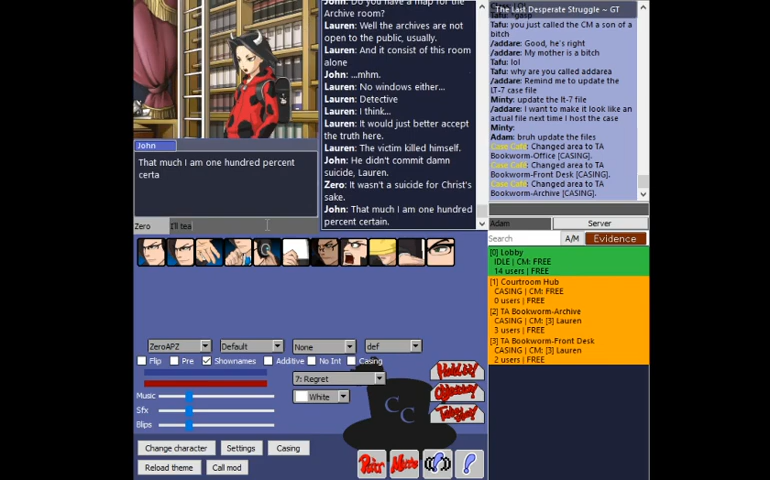 John
That much I am one hundred percent
certa
Zero
I'll tea
John: Do you have a map for the
Archive room?
Lauren: Well the archives are not
open to the public, usually.
Lauren: And it consist of this room
alone
John: ...mhm.
Lauren: No windows either...
Lauren: Detective
Lauren: I think...
Lauren: It would just better accept
the truth here.
Lauren: The victim killed himself.
John: He didn't commit damn
suicide, Lauren.
Zero: It wasn't a suicide for Christ's
sake.
John: That much I am one hundred
percent certain.
The Last Desperate Struggle ~ GT
Tafu: *gasp
Tafu: you just called the CM a son of a
bitch
/addare: Good, he's right
/addare: My mother is a bitch
Tafu: lol
Tafu: why are you called addarea
/addare: Remind me to update the
LT-7 case file
Minty: update the lt-7 file
/addare: I want to make it look like an
actual file next time I host the case
Minty:
Adam: bruh update the files
Case Café: Changed area to TA
Bookworm-Office [CASING].
Case Café: Changed area to TA
Bookworm-Front Desk [CASING].
Case Café: Changed area to TA
Bookworm-Archive [CASING].
Adam
Server
Search
A/M
Evidence
[0] Lobby
IDLE | CM: FREE
14 users | FREE
[1] Courtroom Hub
CASING | CM: FREE
0 users | FREE
[2] TA Bookworm-Archive
CASING | CM: [3] Lauren
3 users | FREE
[3] TA Bookworm-Front Desk
CASING | CM: [3] Lauren
2 users | FREE
ZeroAPZ
Default
None
def
Flip
Pre
Shownames
Additive
No Int
Casing
7: Regret
White
Music
Sfx
Blips
Hold It!
Objection!
Take That!
C C
Change character
Settings
Casing
Reload theme
Call mod
Pair
Mute